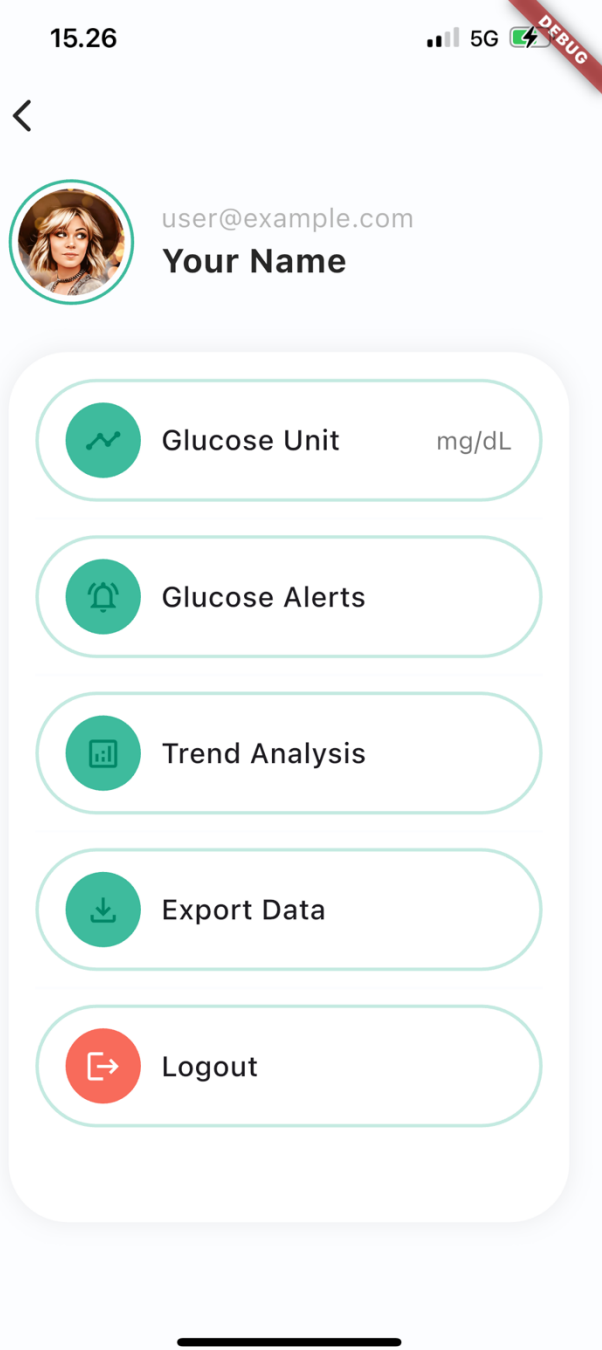 15.26
5G
DEBUG
user@example.com
Your Name
Glucose Unit
mg/dL
Glucose Alerts
Trend Analysis
Export Data
Logout